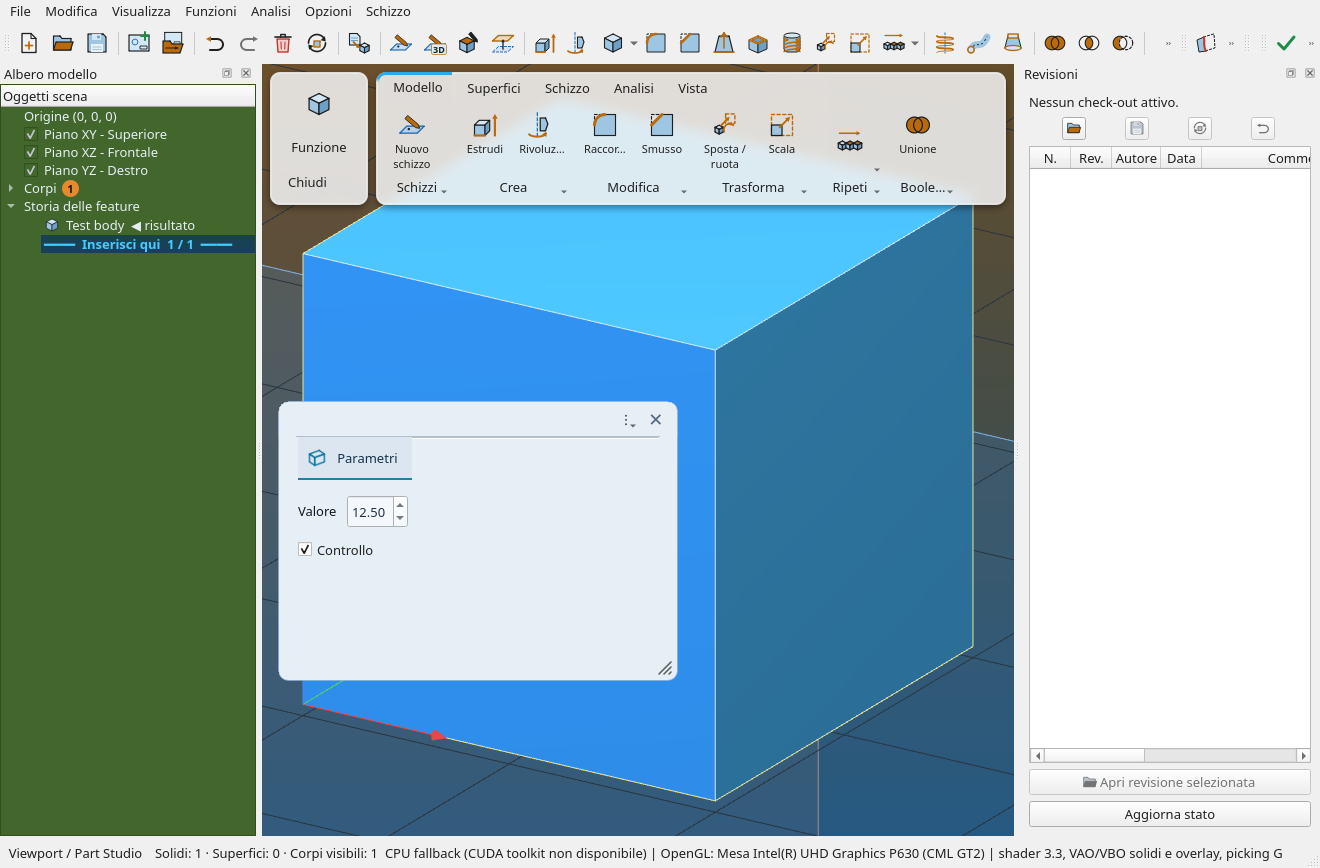 File Modifica Visualizza Funzioni Analisi Opzioni Schizzo
3D
» » »
Albero modello
Oggetti scena
Origine (0, 0, 0)
Piano XY - Superiore
Piano XZ - Frontale
Piano YZ - Destro
Corpi 1
Storia delle feature
Test body ◀ risultato
Inserisci qui 1 / 1
Funzione
Chiudi
Modello Superfici Schizzo Analisi Vista
Nuovo schizzo
Estrudi
Rivoluz...
Raccor...
Smusso
Sposta / ruota
Scala
Unione
Schizzi Crea Modifica Trasforma Ripeti Boole...
Parametri
Valore 12.50
Controllo
Revisioni
Nessun check-out attivo.
N. Rev. Autore Data Comme
Apri revisione selezionata
Aggiorna stato
Viewport / Part Studio Solidi: 1 · Superfici: 0 · Corpi visibili: 1 CPU fallback (CUDA toolkit non disponibile) | OpenGL: Mesa Intel(R) UHD Graphics P630 (CML GT2) | shader 3.3, VAO/VBO solidi e overlay, picking G